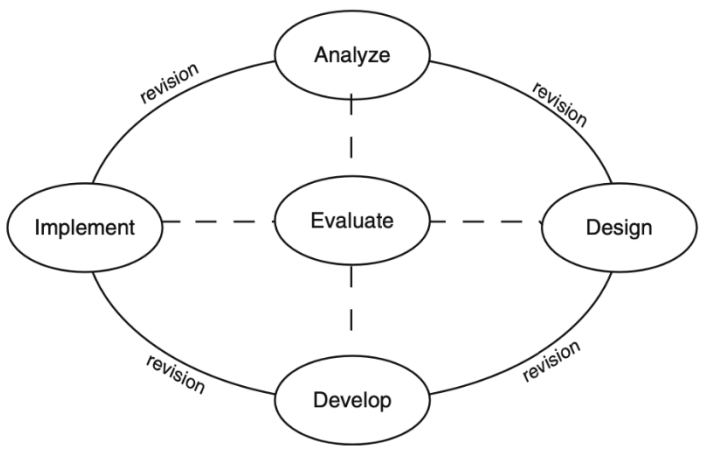 Analyze
revision
revision
Implement
Evaluate
Design
revision
revision
Develop